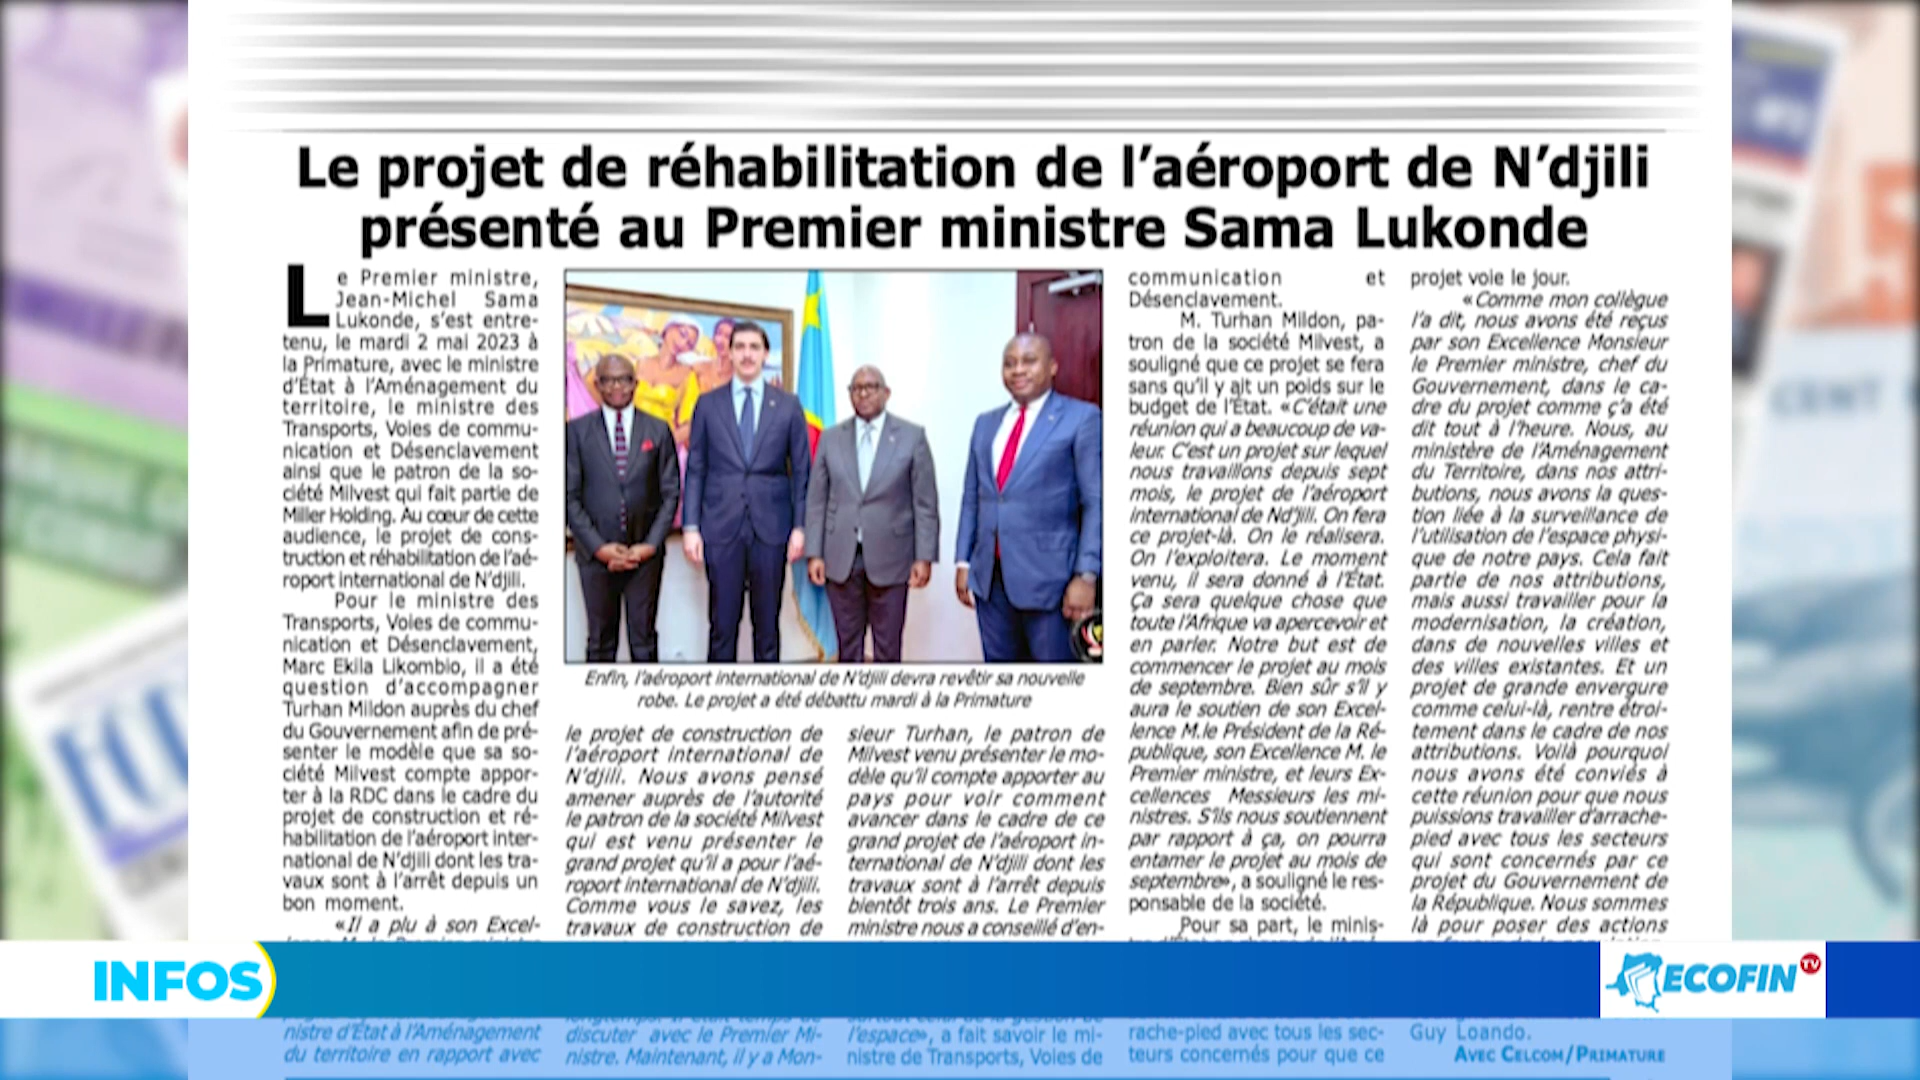 Le projet de réhabilitation de l'aéroport de N'djili
présenté au Premier ministre Sama Lukonde
Le Premier ministre,
Jean-Michel Sama
Lukonde, s'est entre-
tenu, le mardi 2 mai 2023 à
la Primature, avec le ministre
d'État à l'Aménagement du
territoire, le ministre des
Transports, Voies de commu-
nication et Désenclavement
ainsi que le patron de la so-
ciété Milvest qui fait partie de
Miller Holding. Au cœur de cette
audience, le projet de cons-
truction et réhabilitation de l'aé-
roport international de N'djili.
Pour le ministre des
Transports, Voies de commu-
nication et Désenclavement,
Marc Ekila Likombio, il a été
question d'accompagner
Turhan Mildon auprès du chef
du Gouvernement afin de pré-
senter le modèle que sa so-
ciété Milvest compte appor-
ter à la RDC dans le cadre du
projet de construction et ré-
habilitation de l'aéroport inter-
national de N'djili dont les tra-
vaux sont à l'arrêt depuis un
bon moment.
«Il a plu à son Excel-
nistre d'État à l'Aménagement
du territoire en rapport avec
Enfin, l'aéroport international de N'djili devra revêtir sa nouvelle
robe. Le projet a été débattu mardi à la Primature
le projet de construction de
l'aéroport international de
N'djili. Nous avons pensé
amener auprès de l'autorité
le patron de la société Milvest
qui est venu présenter le
grand projet qu'il a pour l'aé-
roport international de N'djili.
Comme vous le savez, les
travaux de construction de
discuter avec le Premier Mi-
nistre. Maintenant, il y a Mon-
sieur Turhan, le patron de
Milvest venu présenter le mo-
dèle qu'il compte apporter au
pays pour voir comment
avancer dans le cadre de ce
grand projet de l'aéroport in-
ternational de N'djili dont les
travaux sont à l'arrêt depuis
bientôt trois ans. Le Premier
ministre nous a conseillé d'en-
l'espace», a fait savoir le mi-
nistre de Transports, Voies de
communication et
Désenclavement.
M. Turhan Mildon, pa-
tron de la société Milvest, a
souligné que ce projet se fera
sans qu'il y ait un poids sur le
budget de l'État. «C'était une
réunion qui a beaucoup de va-
leur. C'est un projet sur lequel
nous travaillons depuis sept
mois, le projet de l'aéroport
international de Nd'jili. On fera
ce projet-là. On le réalisera.
On l'exploitera. Le moment
venu, il sera donné à l'État.
Ça sera quelque chose que
toute l'Afrique va apercevoir et
en parler. Notre but est de
commencer le projet au mois
de septembre. Bien sûr s'il y
aura le soutien de son Excel-
lence M.le Président de la Ré-
publique, son Excellence M. le
Premier ministre, et leurs Ex-
cellences Messieurs les mi-
nistres. S'ils nous soutiennent
par rapport à ça, on pourra
entamer le projet au mois de
septembre», a souligné le res-
ponsable de la société.
Pour sa part, le minis-
rache-pied avec tous les sec-
teurs concernés pour que ce
projet voie le jour.
«Comme mon collègue
l'a dit, nous avons été reçus
par son Excellence Monsieur
le Premier ministre, chef du
Gouvernement, dans le ca-
dre du projet comme ç'a été
dit tout à l'heure. Nous, au
ministère de l'Aménagement
du Territoire, dans nos attri-
butions, nous avons la ques-
tion liée à la surveillance de
l'utilisation de l'espace physi-
que de notre pays. Cela fait
partie de nos attributions,
mais aussi travailler pour la
modernisation, la création,
dans de nouvelles villes et
des villes existantes. Et un
projet de grande envergure
comme celui-là, rentre étroi-
tement dans le cadre de nos
attributions. Voilà pourquoi
nous avons été conviés à
cette réunion pour que nous
puissions travailler d'arrache-
pied avec tous les secteurs
qui sont concernés par ce
projet du Gouvernement de
la République. Nous sommes
là pour poser des actions
Guy Loando.
AVEC CELCOM/PRIMATURE
INFOS
ECOFIN TV